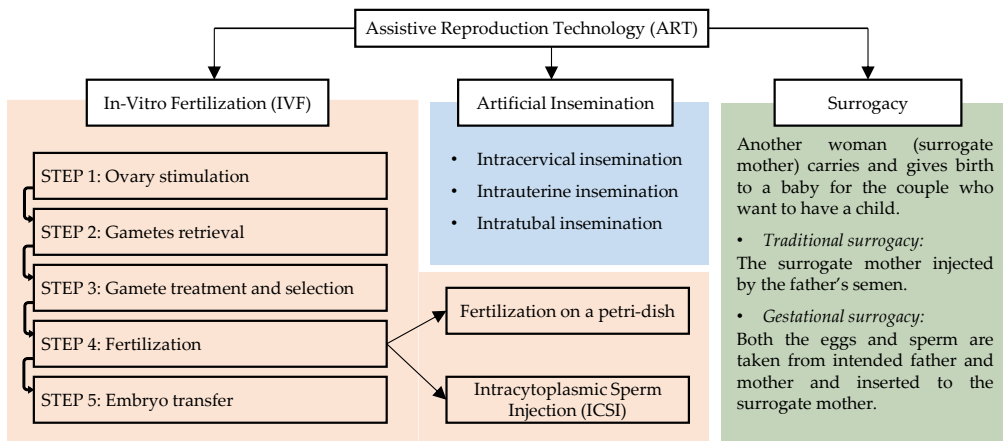 Assistive Reproduction Technology (ART)
In-Vitro Fertilization (IVF)
STEP 1: Ovary stimulation
STEP 2: Gametes retrieval
STEP 3: Gamete treatment and selection
STEP 4: Fertilization
STEP 5: Embryo transfer
Fertilization on a petri-dish
Intracytoplasmic Sperm
Injection (ICSI)
Artificial Insemination
• Intracervical insemination
• Intrauterine insemination
• Intratubal insemination
Surrogacy
Another woman (surrogate
mother) carries and gives birth
to a baby for the couple who
want to have a child.
• Traditional surrogacy:
The surrogate mother injected
by the father's semen.
• Gestational surrogacy:
Both the eggs and sperm are
taken from intended father and
mother and inserted to the
surrogate mother.